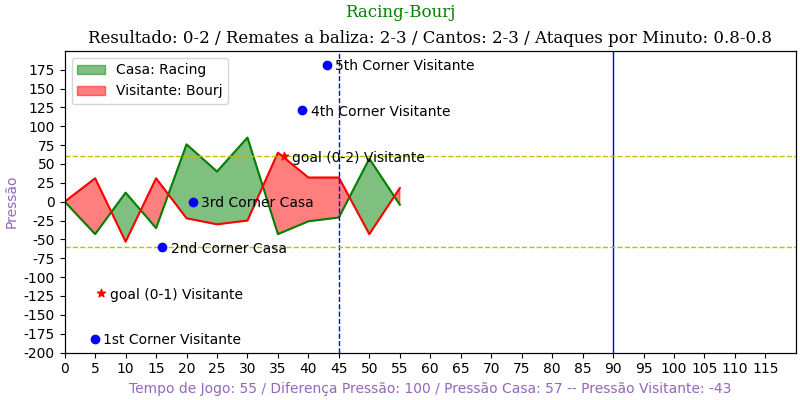 Racing-Bourj
Resultado: 0-2 / Remates a baliza: 2-3 / Cantos: 2-3 / Ataques por Minuto: 0.8-0.8
Casa: Racing
Visitante: Bourj
5th Corner Visitante
4th Corner Visitante
goal (0-2) Visitante
3rd Corner Casa
2nd Corner Casa
goal (0-1) Visitante
1st Corner Visitante
Pressão
175
150
125
100
75
50
25
0
-25
-50
-75
-100
-125
-150
-175
-200
0 5 10 15 20 25 30 35 40 45 50 55 60 65 70 75 80 85 90 95 100 105 110 115
Tempo de Jogo: 55 / Diferença Pressão: 100 / Pressão Casa: 57 -- Pressão Visitante: -43